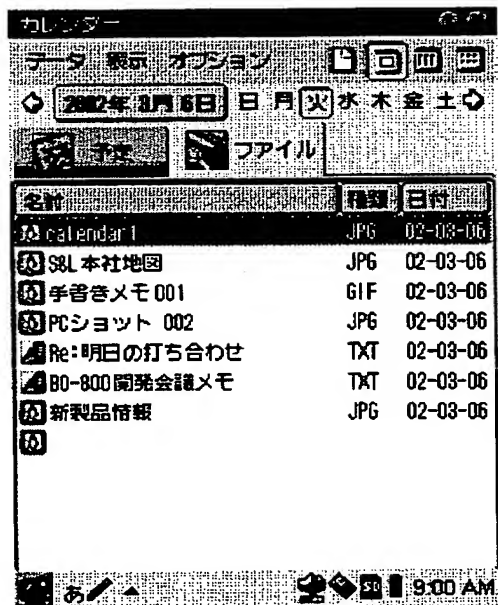 カレンダー
データ 表示 オプション
2002年 3月 6日 日 月 火 水 木 金 土
予定 ファイル
名前 種類 日付
calendar1 JPG 02-03-06
S&L本社地図 JPG 02-03-06
手書きメモ001 GIF 02-03-06
PCショット 002 JPG 02-03-06
Re:明日の打ち合わせ TXT 02-03-06
BO-800開発会議メモ TXT 02-03-06
新製品情報 JPG 02-03-06
あ SD 9:00 AM